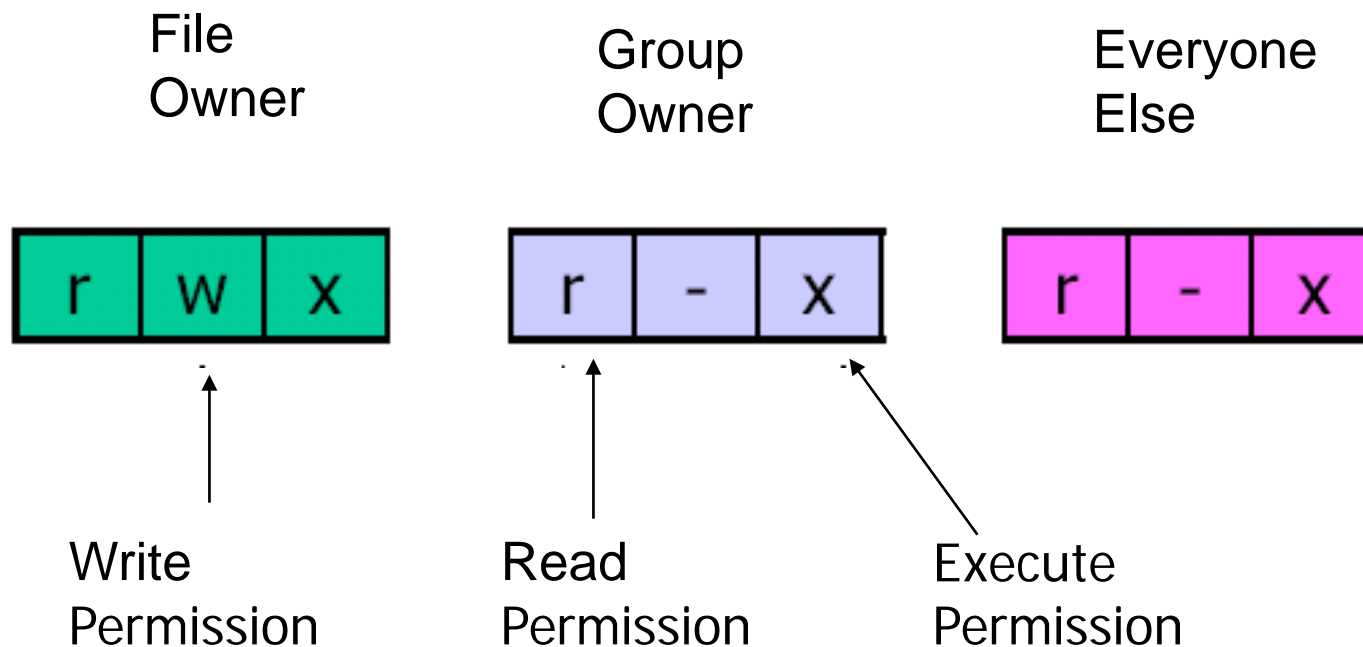 File
Owner
Group
Owner
Everyone
Else
r w x
r - x
r - x
Write
Permission
Read
Permission
Execute
Permission